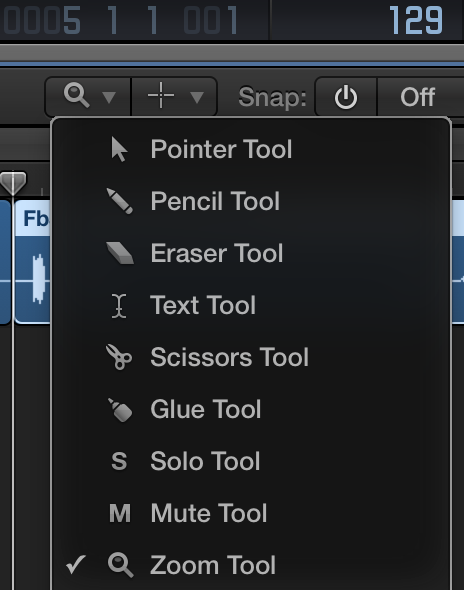 0005 1 1 001 129
Snap: Off
Pointer Tool
Pencil Tool
Fb
Eraser Tool
Text Tool
Scissors Tool
Glue Tool
S Solo Tool
M Mute Tool
Zoom Tool